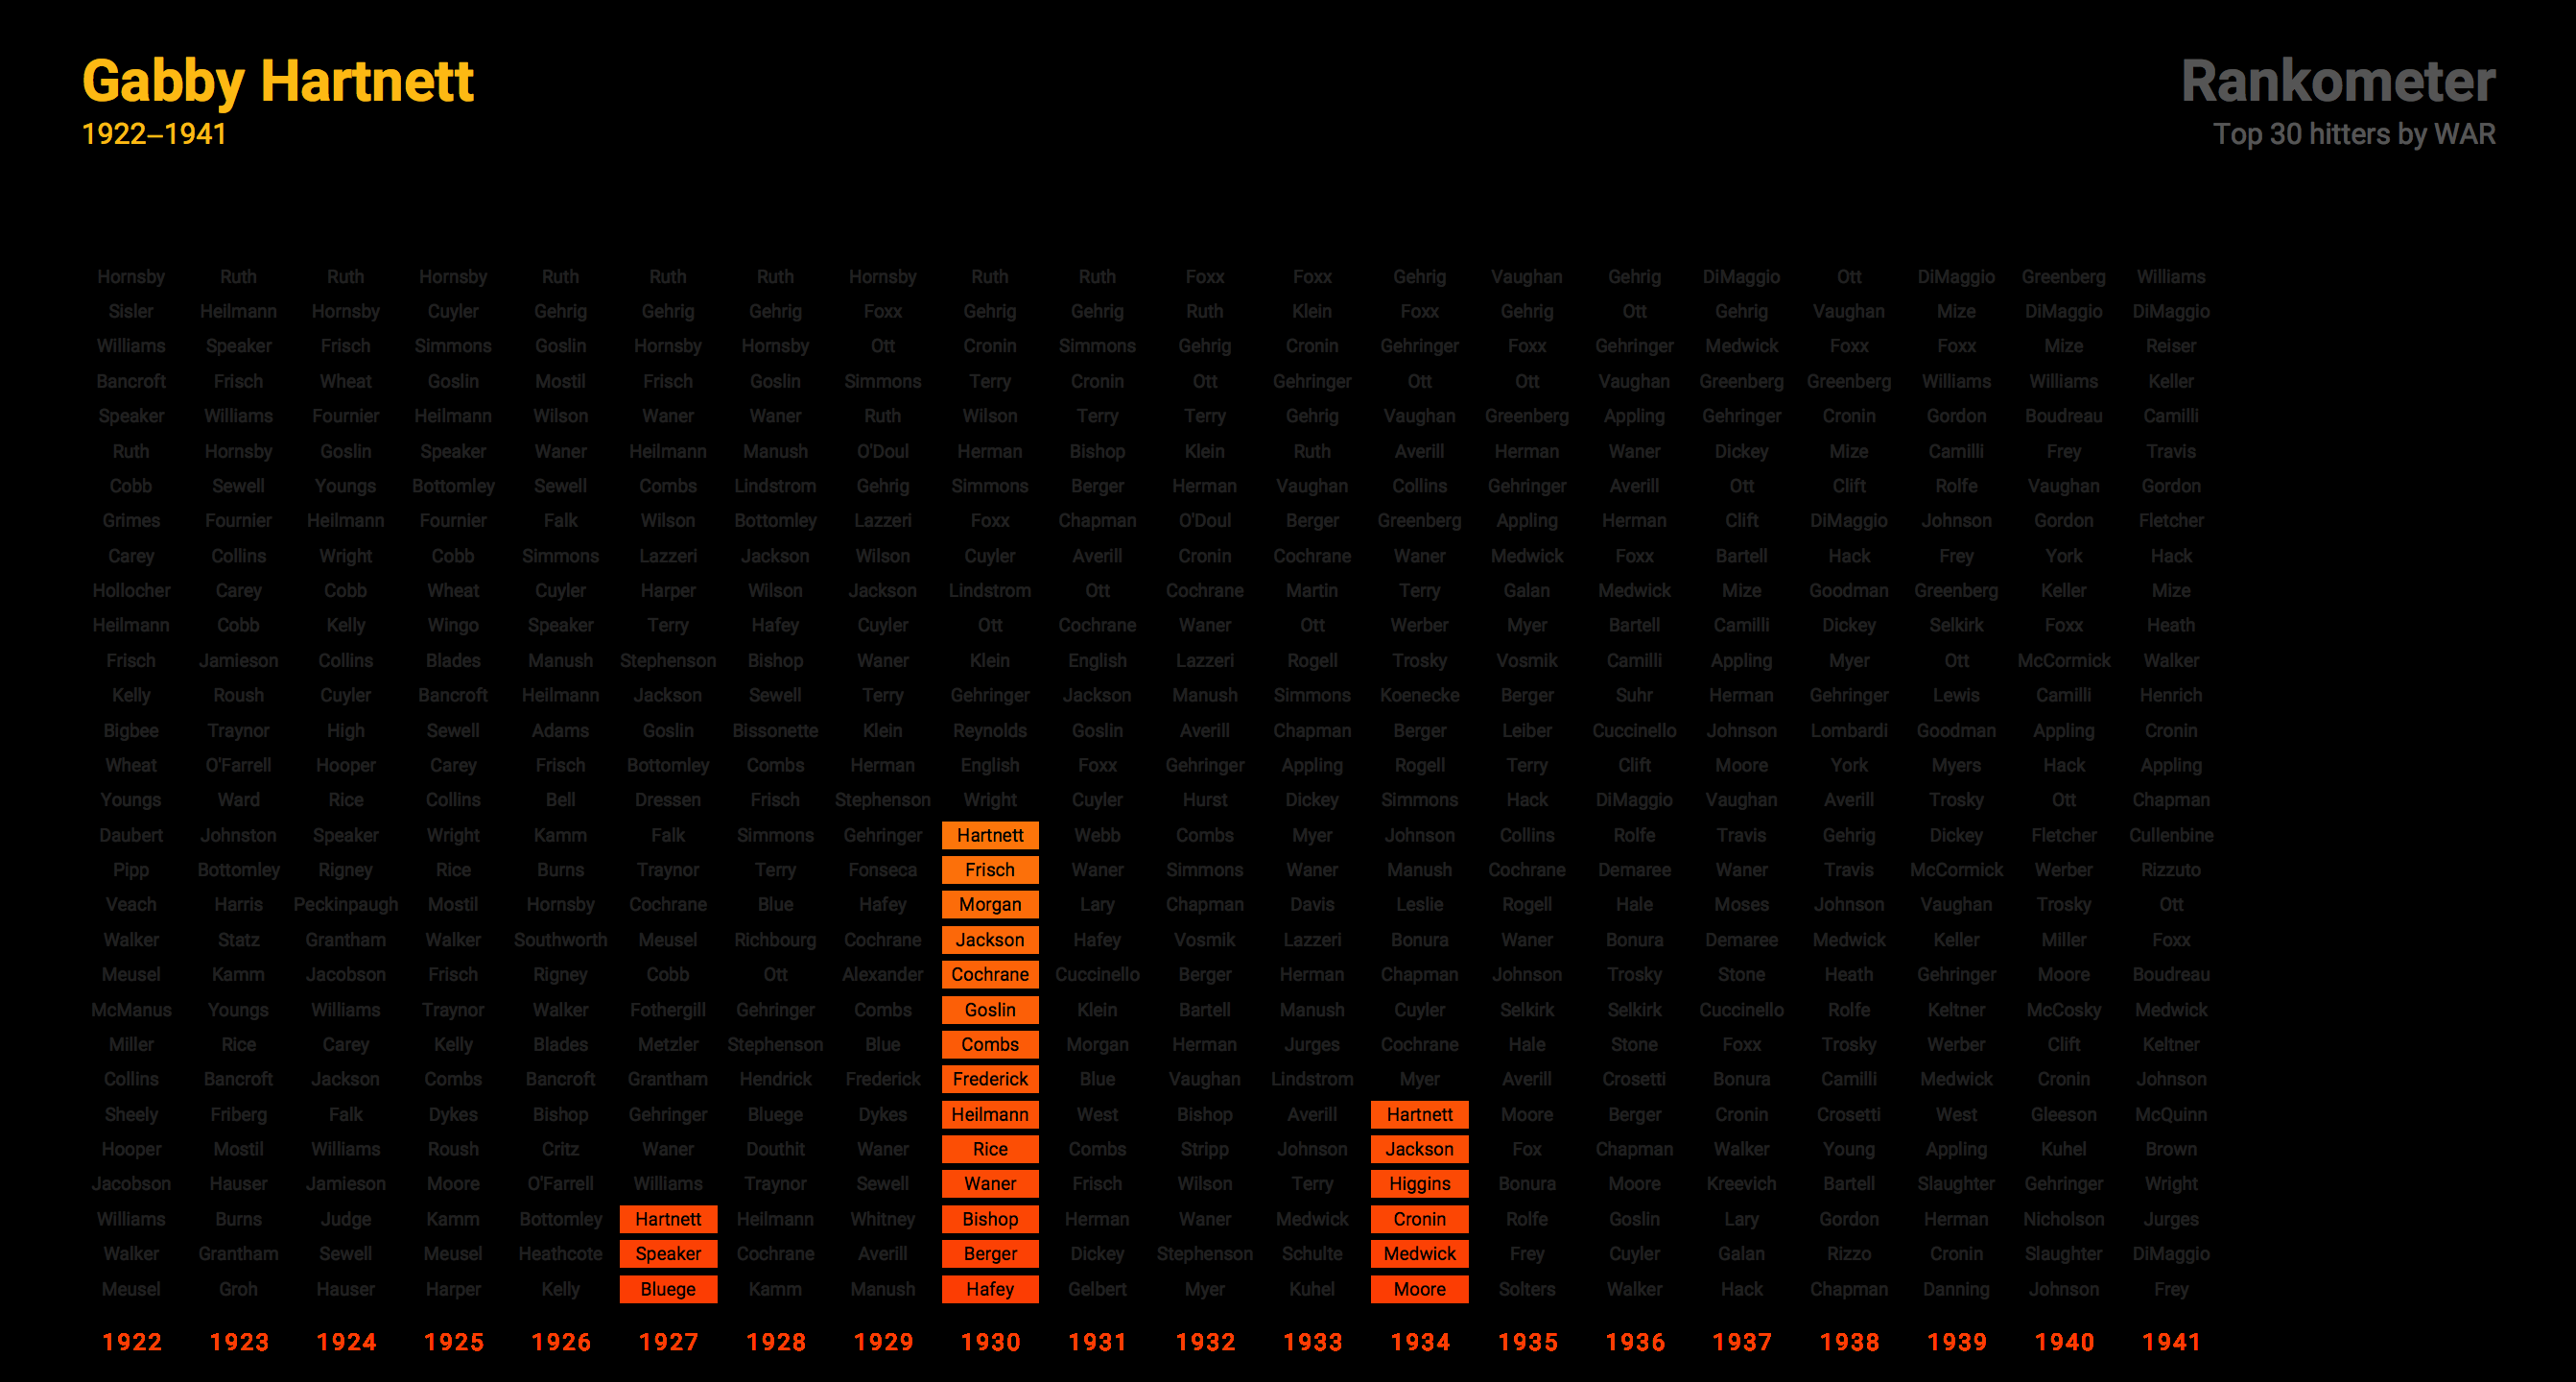 Gabby Hartnett
1922–1941
Rankometer
Top 30 hitters by WAR
Hornsby Ruth Ruth Hornsby Ruth Ruth Ruth Hornsby Ruth Ruth Foxx Foxx Gehrig Vaughan Gehrig DiMaggio Ott DiMaggio Greenberg Williams
Sisler Heilmann Hornsby Cuyler Gehrig Gehrig Gehrig Foxx Gehrig Gehrig Ruth Klein Foxx Gehrig Ott Gehrig Vaughan Mize DiMaggio DiMaggio
Williams Speaker Frisch Simmons Goslin Hornsby Hornsby Ott Cronin Simmons Gehrig Cronin Gehringer Foxx Gehringer Medwick Foxx Foxx Mize Reiser
Bancroft Frisch Wheat Goslin Mostil Frisch Goslin Simmons Terry Cronin Ott Gehringer Ott Ott Vaughan Greenberg Greenberg Williams Williams Keller
Speaker Williams Fournier Heilmann Wilson Waner Waner Ruth Wilson Terry Terry Gehrig Vaughan Greenberg Appling Gehringer Cronin Gordon Boudreau Camilli
Ruth Hornsby Goslin Speaker Waner Heilmann Manush O'Doul Herman Bishop Klein Ruth Averill Herman Waner Dickey Mize Camilli Frey Travis
Cobb Sewell Youngs Bottomley Sewell Combs Lindstrom Gehrig Simmons Berger Herman Vaughan Collins Gehringer Averill Ott Clift Rolfe Vaughan Gordon
Grimes Fournier Heilmann Fournier Falk Wilson Bottomley Lazzeri Foxx Chapman O'Doul Berger Greenberg Appling Herman Clift DiMaggio Johnson Gordon Fletcher
Carey Collins Wright Cobb Simmons Lazzeri Jackson Wilson Cuyler Averill Cronin Cochrane Waner Medwick Foxx Bartell Hack Frey York Hack
Hollocher Carey Cobb Wheat Cuyler Harper Wilson Jackson Lindstrom Ott Cochrane Martin Terry Galan Medwick Mize Goodman Greenberg Keller Mize
Heilmann Cobb Kelly Wingo Speaker Terry Hafey Cuyler Ott Cochrane Waner Ott Werber Myer Bartell Camilli Dickey Selkirk Foxx Heath
Frisch Jamieson Collins Blades Manush Stephenson Bishop Waner Klein English Lazzeri Rogell Trosky Vosmik Camilli Appling Myer Ott McCormick Walker
Kelly Roush Cuyler Bancroft Heilmann Jackson Sewell Terry Gehringer Jackson Manush Simmons Koenecke Berger Suhr Herman Gehringer Lewis Camilli Henrich
Bigbee Traynor High Sewell Adams Goslin Bissonette Klein Reynolds Goslin Averill Chapman Berger Leiber Cuccinello Johnson Lombardi Goodman Appling Cronin
Wheat O'Farrell Hooper Carey Frisch Bottomley Combs Herman English Foxx Gehringer Appling Rogell Terry Clift Moore York Myers Hack Appling
Youngs Ward Rice Collins Bell Dressen Frisch Stephenson Wright Cuyler Hurst Dickey Simmons Hack DiMaggio Vaughan Averill Trosky Ott Chapman
Daubert Johnston Speaker Wright Kamm Falk Simmons Gehringer Hartnett Webb Combs Myer Johnson Collins Rolfe Travis Gehrig Dickey Fletcher Cullenbine
Pipp Bottomley Rigney Rice Burns Traynor Terry Fonseca Frisch Waner Simmons Waner Manush Cochrane Demaree Waner Travis McCormick Werber Rizzuto
Veach Harris Peckinpaugh Mostil Hornsby Cochrane Blue Hafey Morgan Lary Chapman Davis Leslie Rogell Hale Moses Johnson Vaughan Trosky Ott
Walker Statz Grantham Walker Southworth Meusel Richbourg Cochrane Jackson Hafey Vosmik Lazzeri Bonura Waner Bonura Demaree Medwick Keller Miller Foxx
Meusel Kamm Jacobson Frisch Rigney Cobb Ott Alexander Cochrane Cuccinello Berger Herman Chapman Johnson Trosky Stone Heath Gehringer Moore Boudreau
McManus Youngs Williams Traynor Walker Fothergill Gehringer Combs Goslin Klein Bartell Manush Cuyler Selkirk Selkirk Cuccinello Rolfe Keltner McCosky Medwick
Miller Rice Carey Kelly Blades Metzler Stephenson Blue Combs Morgan Herman Jurges Cochrane Hale Stone Foxx Trosky Werber Clift Keltner
Collins Bancroft Jackson Combs Bancroft Grantham Hendrick Frederick Frederick Blue Vaughan Lindstrom Myer Averill Crosetti Bonura Camilli Medwick Cronin Johnson
Sheely Friberg Falk Dykes Bishop Gehringer Bluege Dykes Heilmann West Bishop Averill Hartnett Moore Berger Cronin Crosetti West Gleeson McQuinn
Hooper Mostil Williams Roush Critz Waner Douthit Waner Rice Combs Stripp Johnson Jackson Fox Chapman Walker Young Appling Kuhel Brown
Jacobson Hauser Jamieson Moore O'Farrell Williams Traynor Sewell Waner Frisch Wilson Terry Higgins Bonura Moore Kreevich Bartell Slaughter Gehringer Wright
Williams Burns Judge Kamm Bottomley Hartnett Heilmann Whitney Bishop Herman Waner Medwick Cronin Rolfe Goslin Lary Gordon Herman Nicholson Jurges
Walker Grantham Sewell Meusel Heathcote Speaker Cochrane Averill Berger Dickey Stephenson Schulte Medwick Frey Cuyler Galan Rizzo Cronin Slaughter DiMaggio
Meusel Groh Hauser Harper Kelly Bluege Kamm Manush Hafey Gelbert Myer Kuhel Moore Solters Walker Hack Chapman Danning Johnson Frey
1922 1923 1924 1925 1926 1927 1928 1929 1930 1931 1932 1933 1934 1935 1936 1937 1938 1939 1940 1941